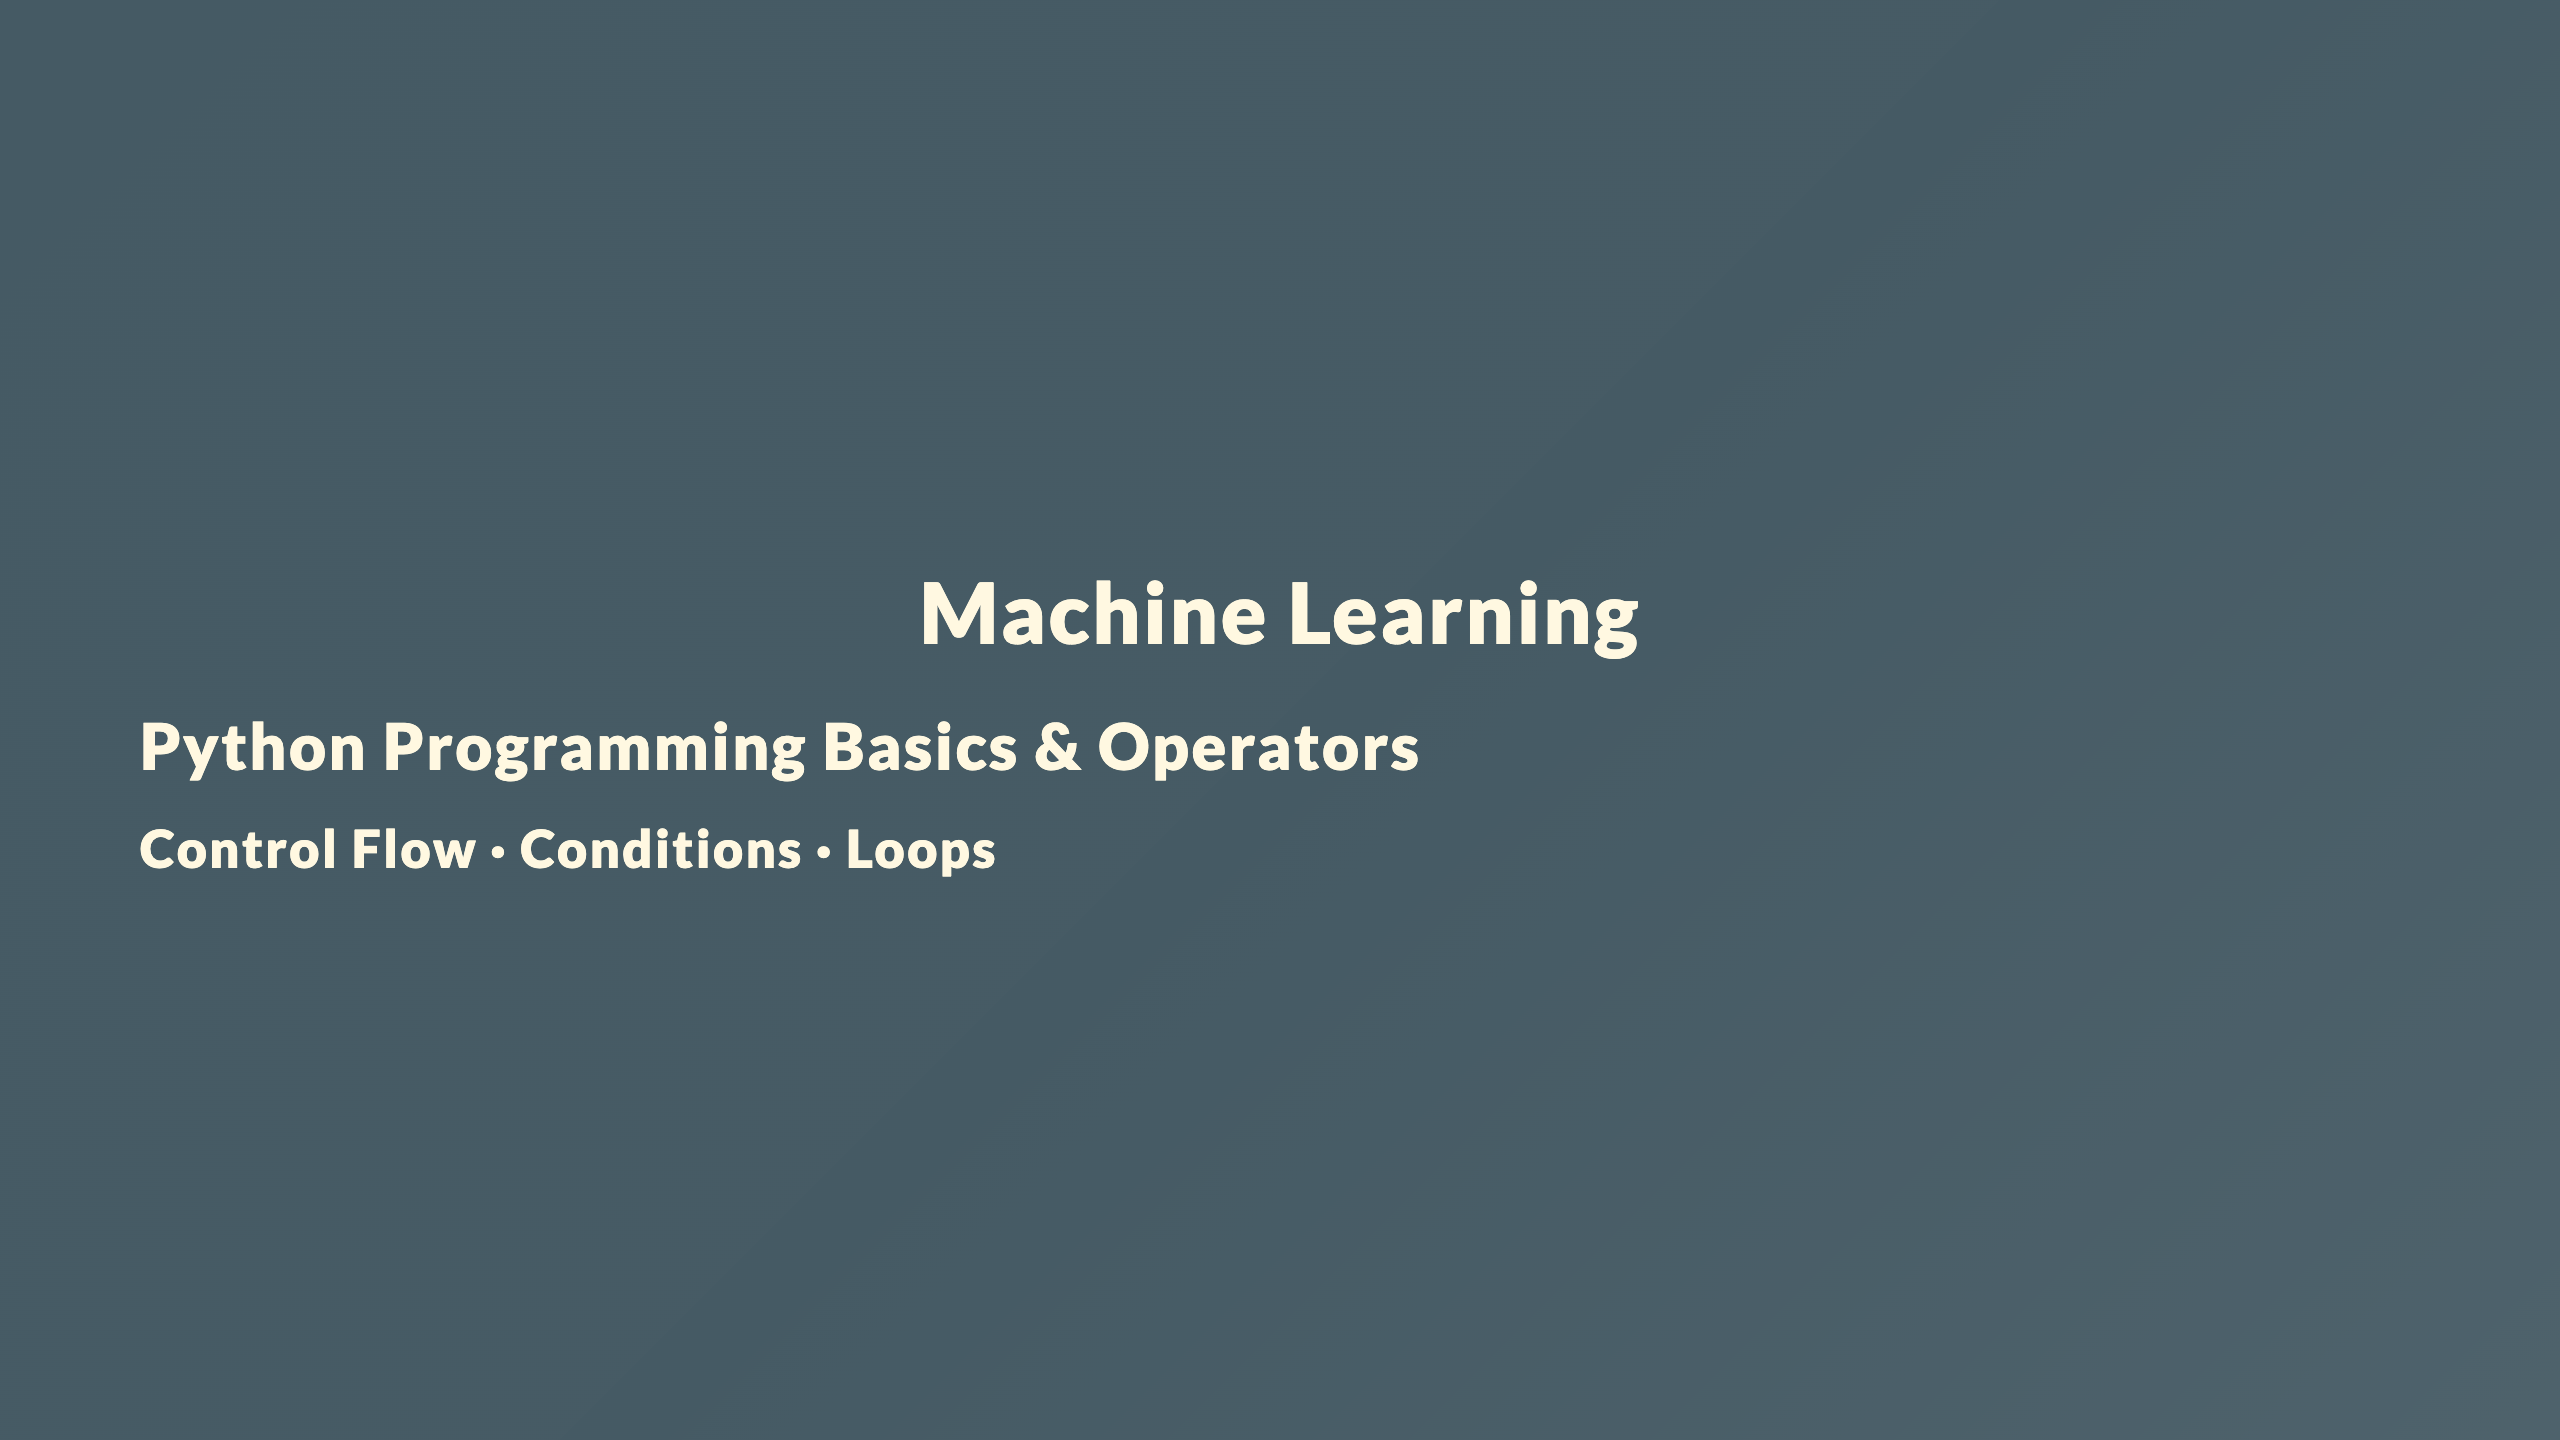 Machine Learning
Python Programming Basics & Operators
Control Flow • Conditions • Loops